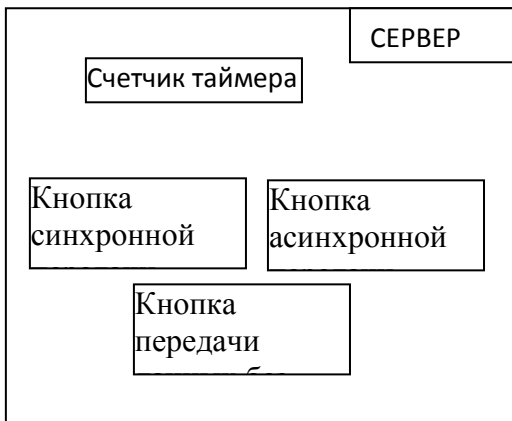 СЕРВЕР
Счетчик таймера
Кнопка
синхронной
Кнопка
асинхронной
Кнопка
передачи